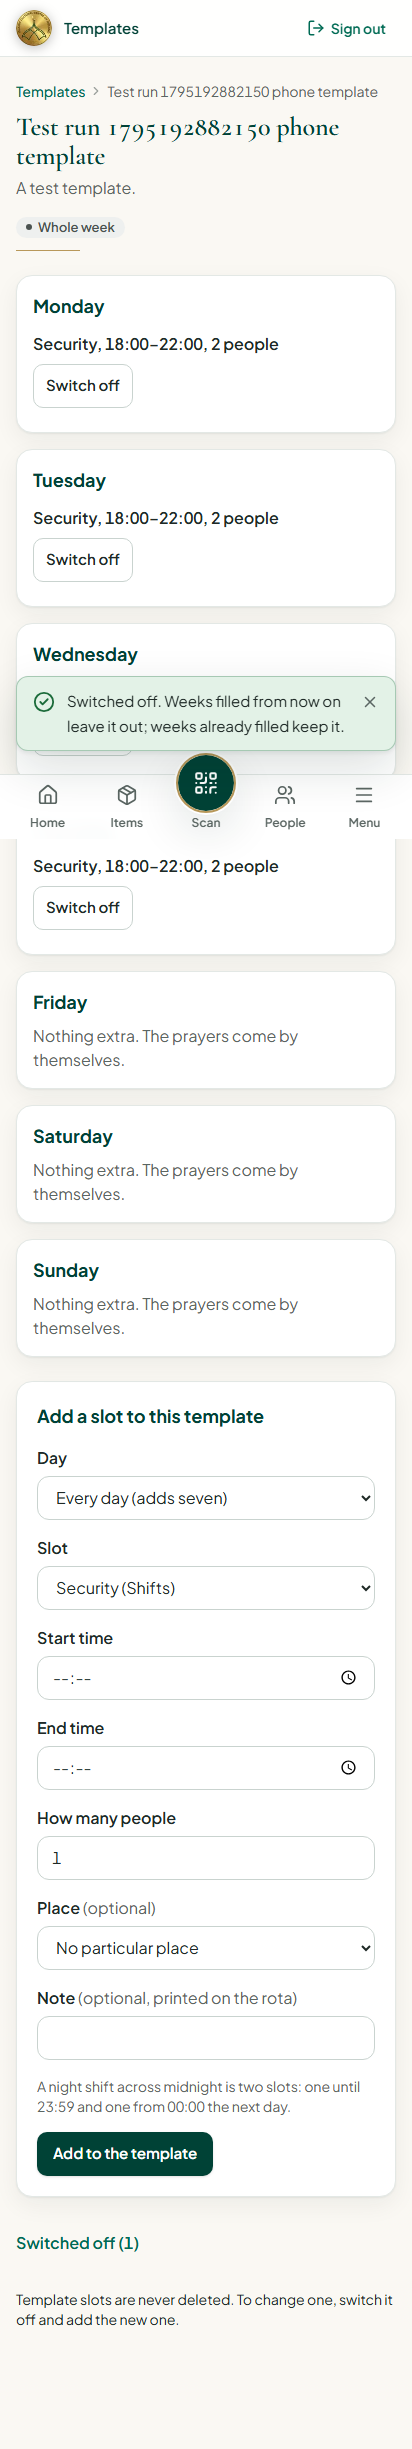 Templates
Sign out
Templates > Test run 1795192882150 phone template
Test run 1795192882150 phone
template
A test template.
Whole week
Monday
Security, 18:00–22:00, 2 people
Switch off
Tuesday
Security, 18:00–22:00, 2 people
Switch off
Wednesday
Switched off. Weeks filled from now on
leave it out; weeks already filled keep it.
Home
Items
Scan
People
Menu
Security, 18:00–22:00, 2 people
Switch off
Friday
Nothing extra. The prayers come by
themselves.
Saturday
Nothing extra. The prayers come by
themselves.
Sunday
Nothing extra. The prayers come by
themselves.
Add a slot to this template
Day
Every day (adds seven)
Slot
Security (Shifts)
Start time
--:--
End time
--:--
How many people
1
Place (optional)
No particular place
Note (optional, printed on the rota)
A night shift across midnight is two slots: one until
23:59 and one from 00:00 the next day.
Add to the template
Switched off (1)
Template slots are never deleted. To change one, switch it
off and add the new one.